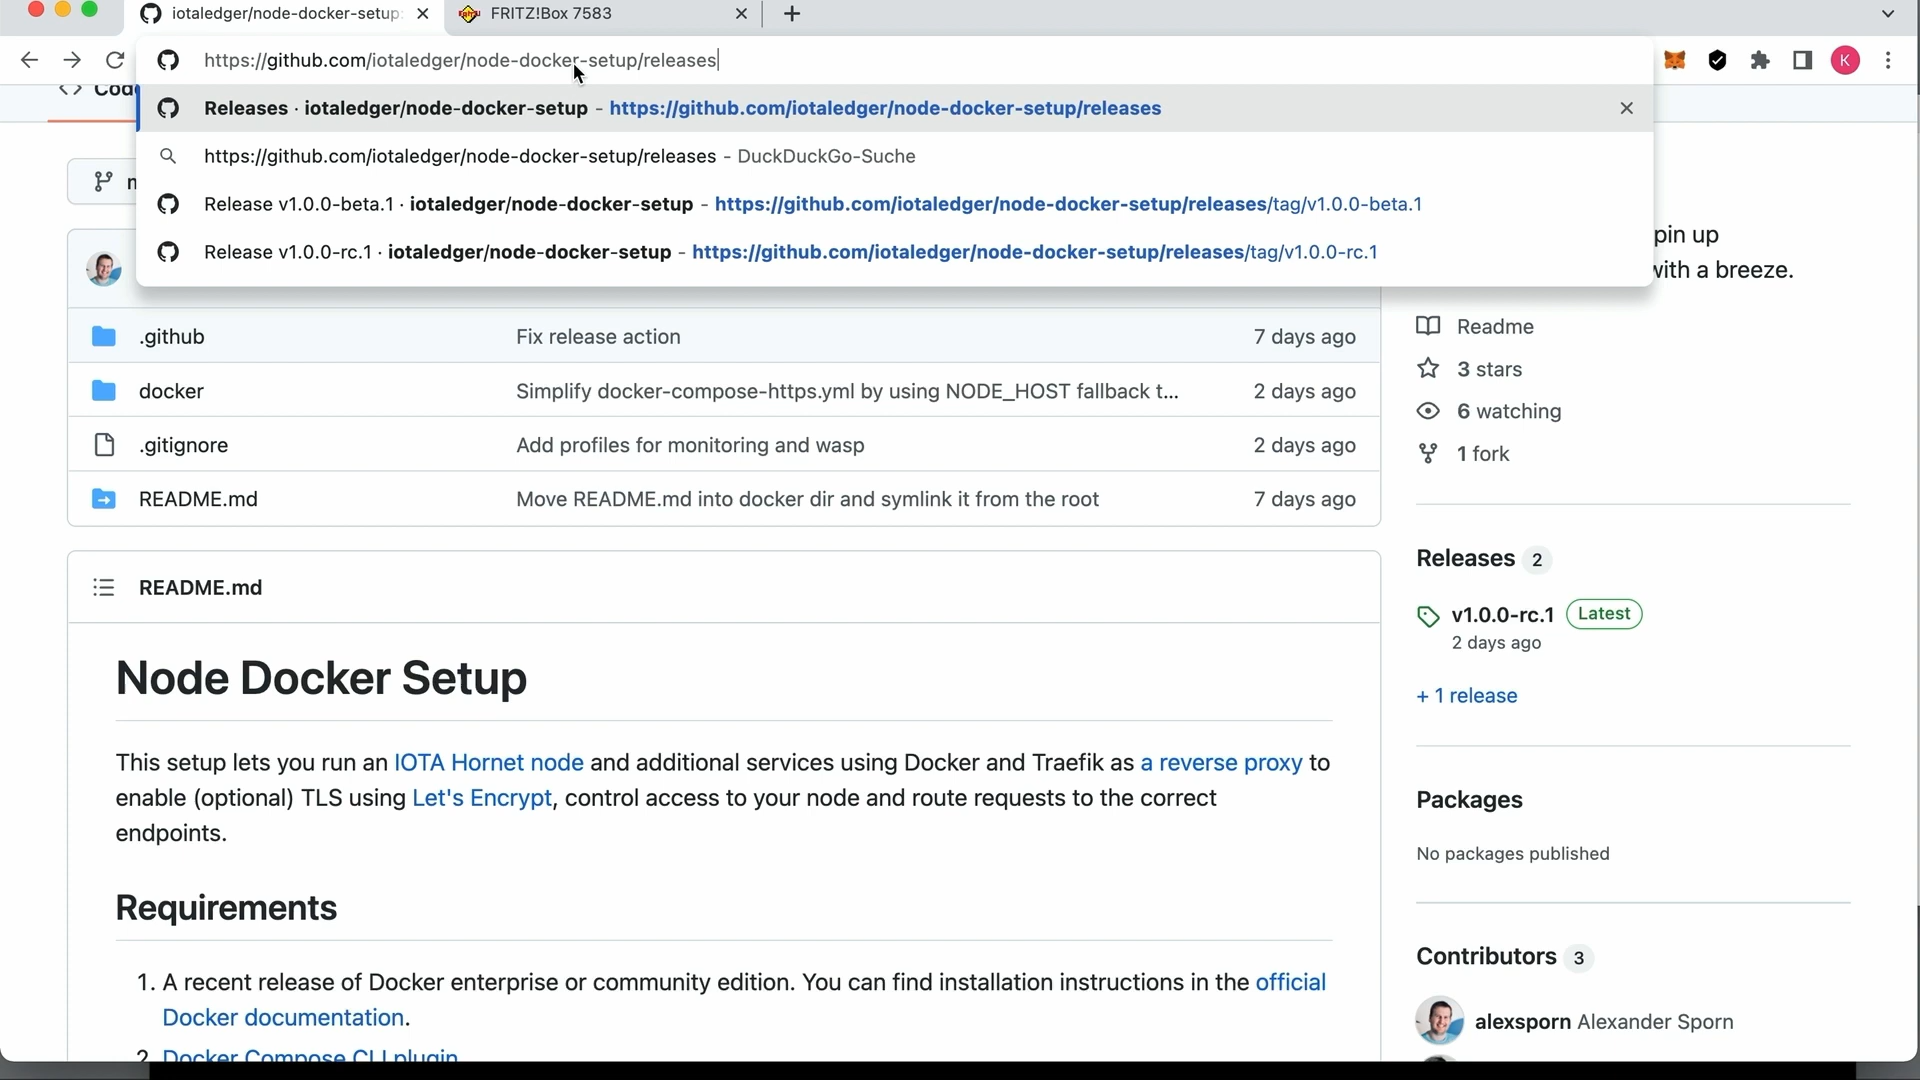 iotaledger/node-docker-setup:
FRITZ!Box 7583
https://github.com/iotaledger/node-docker-setup/releases
K
Releases · iotaledger/node-docker-setup - https://github.com/iotaledger/node-docker-setup/releases
https://github.com/iotaledger/node-docker-setup/releases - DuckDuckGo-Suche
Release v1.0.0-beta.1 · iotaledger/node-docker-setup - https://github.com/iotaledger/node-docker-setup/releases/tag/v1.0.0-beta.1
Release v1.0.0-rc.1 · iotaledger/node-docker-setup - https://github.com/iotaledger/node-docker-setup/releases/tag/v1.0.0-rc.1
pin up
with a breeze.
.github Fix release action 7 days ago
docker Simplify docker-compose-https.yml by using NODE_HOST fallback t... 2 days ago
.gitignore Add profiles for monitoring and wasp 2 days ago
README.md Move README.md into docker dir and symlink it from the root 7 days ago
Readme
3 stars
6 watching
1 fork
Releases 2
v1.0.0-rc.1 Latest
2 days ago
+ 1 release
Packages
No packages published
Contributors 3
alexsporn Alexander Sporn
README.md
Node Docker Setup
This setup lets you run an IOTA Hornet node and additional services using Docker and Traefik as a reverse proxy to
enable (optional) TLS using Let's Encrypt, control access to your node and route requests to the correct
endpoints.
Requirements
1. A recent release of Docker enterprise or community edition. You can find installation instructions in the official
Docker documentation.
2. Docker Compose CLI plugin